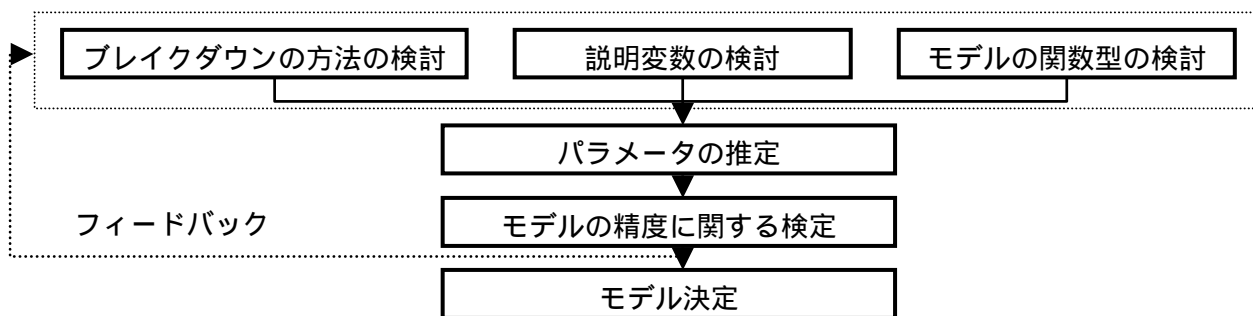 ブレイクダウンの方法の検討
説明変数の検討
モデルの関数型の検討
パラメータの推定
フィードバック
モデルの精度に関する検定
モデル決定